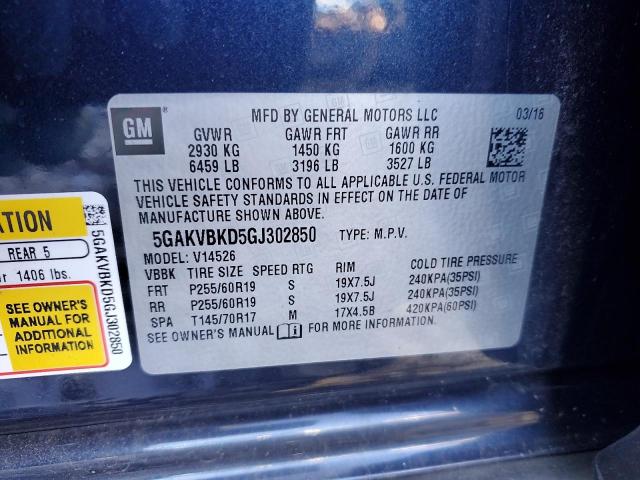 GM
MFD BY GENERAL MOTORS LLC 03/16
GVWR GAWR FRT GAWR RR
2930 KG 1450 KG 1600 KG
6459 LB 3196 LB 3527 LB
THIS VEHICLE CONFORMS TO ALL APPLICABLE U.S. FEDERAL MOTOR
VEHICLE SAFETY STANDARDS IN EFFECT ON THE DATE OF
MANUFACTURE SHOWN ABOVE.
5GAKVBKD5GJ302850 TYPE: M.P.V.
MODEL: V14526
VBBK TIRE SIZE SPEED RTG RIM COLD TIRE PRESSURE
FRT P255/60R19 S 19X7.5J 240KPA(35PSI)
RR P255/60R19 S 19X7.5J 240KPA(35PSI)
SPA T145/70R17 M 17X4.5B 420KPA(60PSI)
SEE OWNER'S MANUAL FOR MORE INFORMATION
REAR 5
1406 lbs.
SEE OWNER'S
MANUAL FOR
ADDITIONAL
INFORMATION
5GAKVBKD5GJ302850